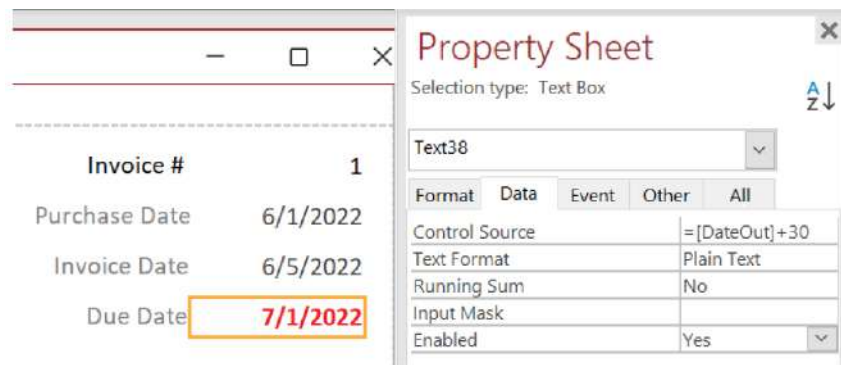 Invoice # 1
Purchase Date 6/1/2022
Invoice Date 6/5/2022
Due Date 7/1/2022
Property Sheet
Selection type: Text Box
A
Z
Text38
Format Data Event Other All
Control Source =[DateOut]+30
Text Format Plain Text
Running Sum No
Input Mask
Enabled Yes